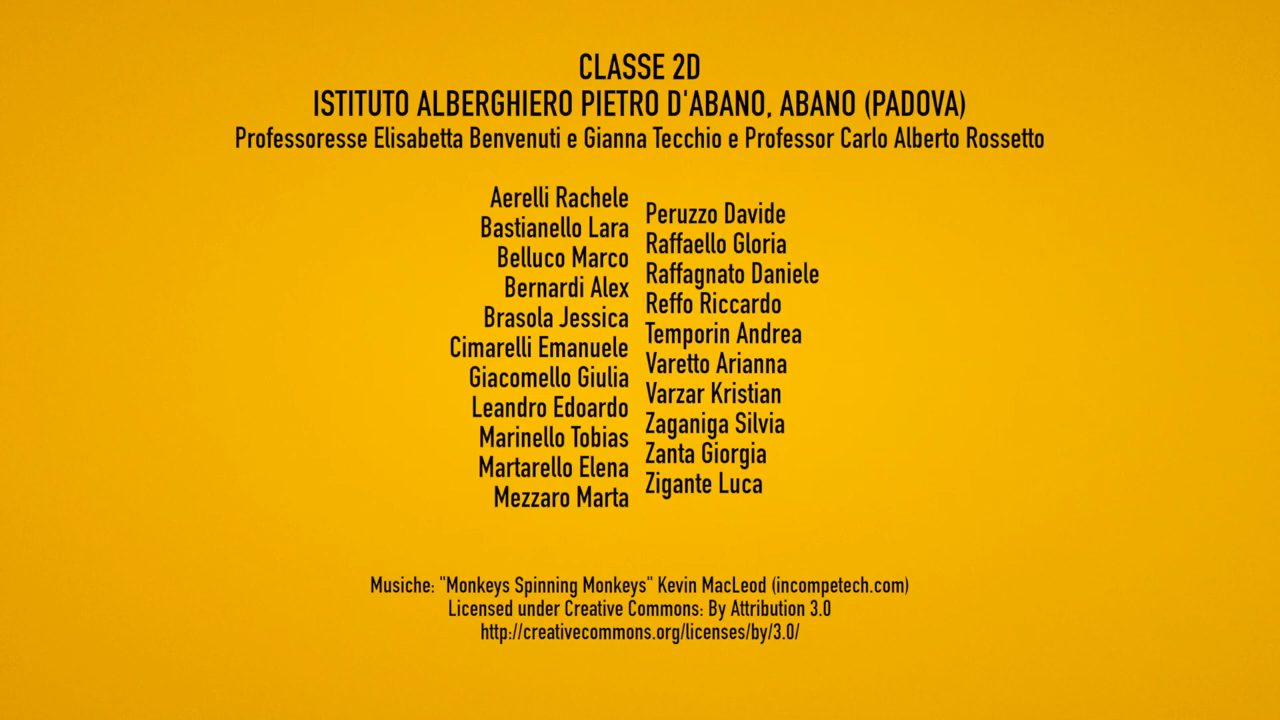 CLASSE 2D
ISTITUTO ALBERGHIERO PIETRO D'ABANO, ABANO (PADOVA)
Professoresse Elisabetta Benvenuti e Gianna Tecchio e Professor Carlo Alberto Rossetto
Aerelli Rachele
Bastianello Lara
Belluco Marco
Bernardi Alex
Brasola Jessica
Cimarelli Emanuele
Giacomello Giulia
Leandro Edoardo
Marinello Tobias
Martarello Elena
Mezzaro Marta
Peruzzo Davide
Raffaello Gloria
Raffagnato Daniele
Reffo Riccardo
Temporin Andrea
Varetto Arianna
Varzar Kristian
Zaganiga Silvia
Zanta Giorgia
Zigante Luca
Musiche: "Monkeys Spinning Monkeys" Kevin MacLeod (incompetech.com)
Licensed under Creative Commons: By Attribution 3.0
http://creativecommons.org/licenses/by/3.0/